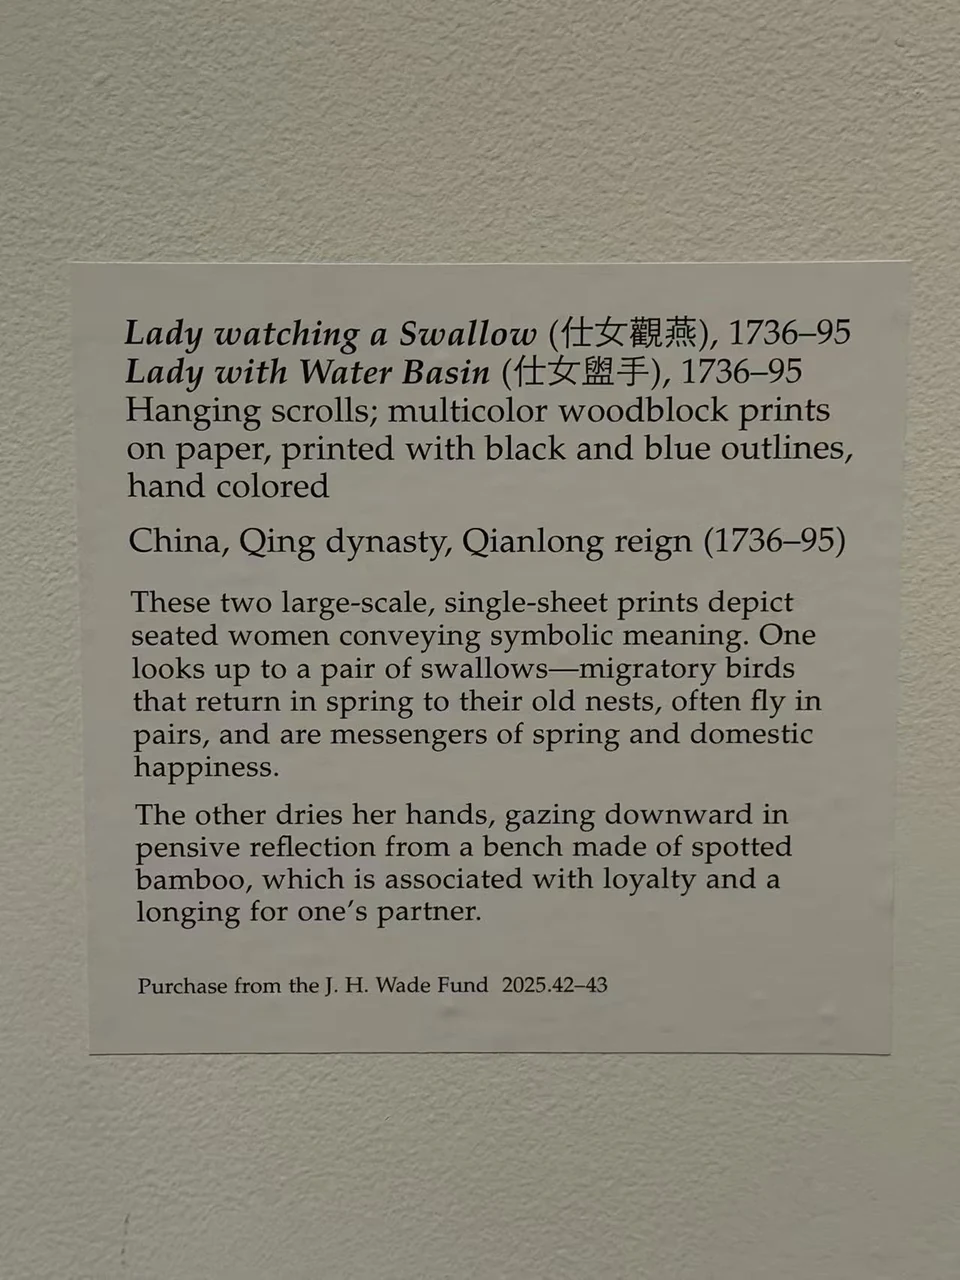 Lady watching a Swallow (仕女觀燕), 1736–95
Lady with Water Basin (仕女盥手), 1736–95
Hanging scrolls; multicolor woodblock prints
on paper, printed with black and blue outlines,
hand colored
China, Qing dynasty, Qianlong reign (1736–95)
These two large-scale, single-sheet prints depict
seated women conveying symbolic meaning. One
looks up to a pair of swallows—migratory birds
that return in spring to their old nests, often fly in
pairs, and are messengers of spring and domestic
happiness.
The other dries her hands, gazing downward in
pensive reflection from a bench made of spotted
bamboo, which is associated with loyalty and a
longing for one’s partner.
Purchase from the J. H. Wade Fund 2025.42–43